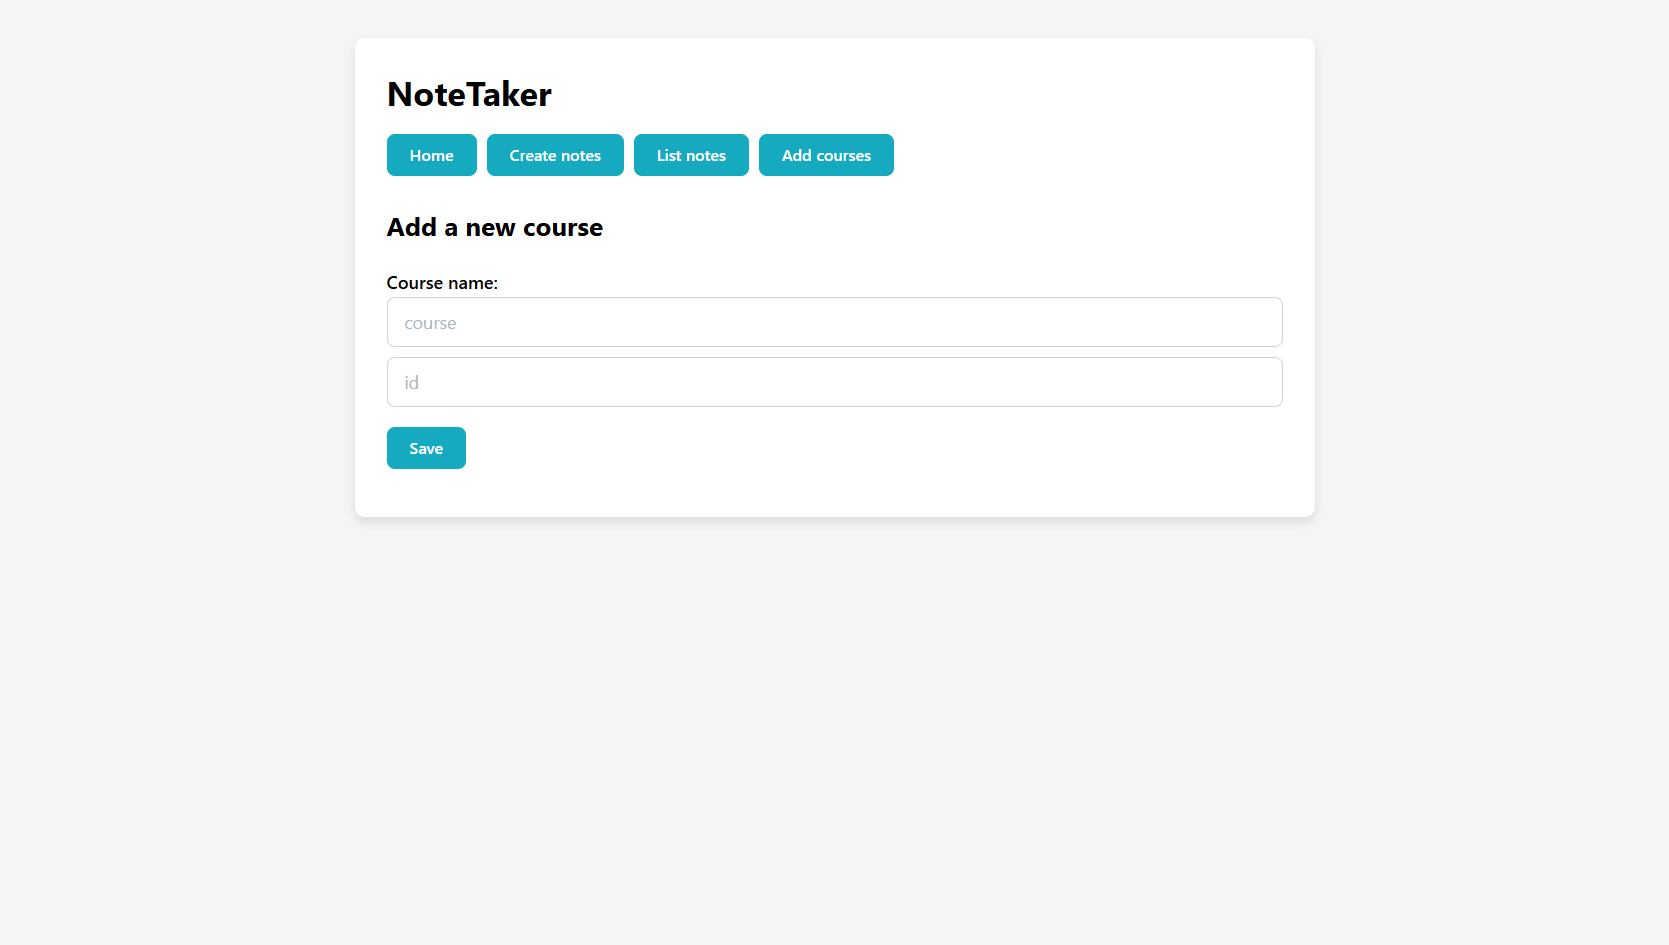 NoteTaker
Home Create notes List notes Add courses
Add a new course
Course name:
course
id
Save